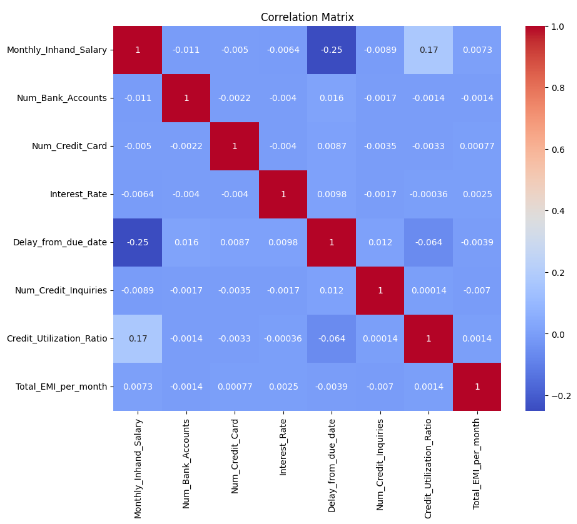 Correlation Matrix
Monthly_Inhand_Salary 1 -0.011 -0.005 -0.0064 -0.25 -0.0089 0.17 0.0073
Num_Bank_Accounts -0.011 1 -0.0022 -0.004 0.016 -0.0017 -0.0014 -0.0014
Num_Credit_Card -0.005 -0.0022 1 -0.004 0.0087 -0.0035 -0.0033 0.00077
Interest_Rate -0.0064 -0.004 -0.004 1 0.0098 -0.0017 -0.00036 0.0025
Delay_from_due_date -0.25 0.016 0.0087 0.0098 1 0.012 -0.064 -0.0039
Num_Credit_Inquiries -0.0089 -0.0017 -0.0035 -0.0017 0.012 1 0.00014 -0.007
Credit_Utilization_Ratio 0.17 -0.0014 -0.0033 -0.00036 -0.064 0.00014 1 0.0014
Total_EMI_per_month 0.0073 -0.0014 0.00077 0.0025 -0.0039 -0.007 0.0014 1
Monthly_Inhand_Salary
Num_Bank_Accounts
Num_Credit_Card
Interest_Rate
Delay_from_due_date
Num_Credit_Inquiries
Credit_Utilization_Ratio
Total_EMI_per_month
1.0
0.8
0.6
0.4
0.2
0.0
−0.2